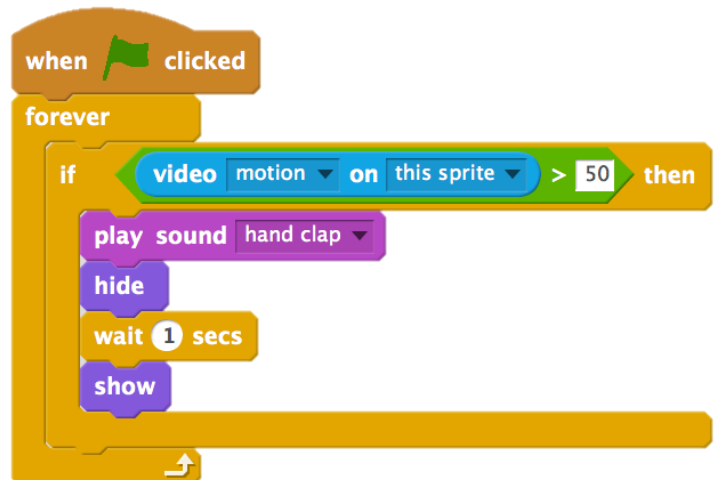 when clicked
forever
if video motion on this sprite > 50 then
play sound hand clap
hide
wait 1 secs
show